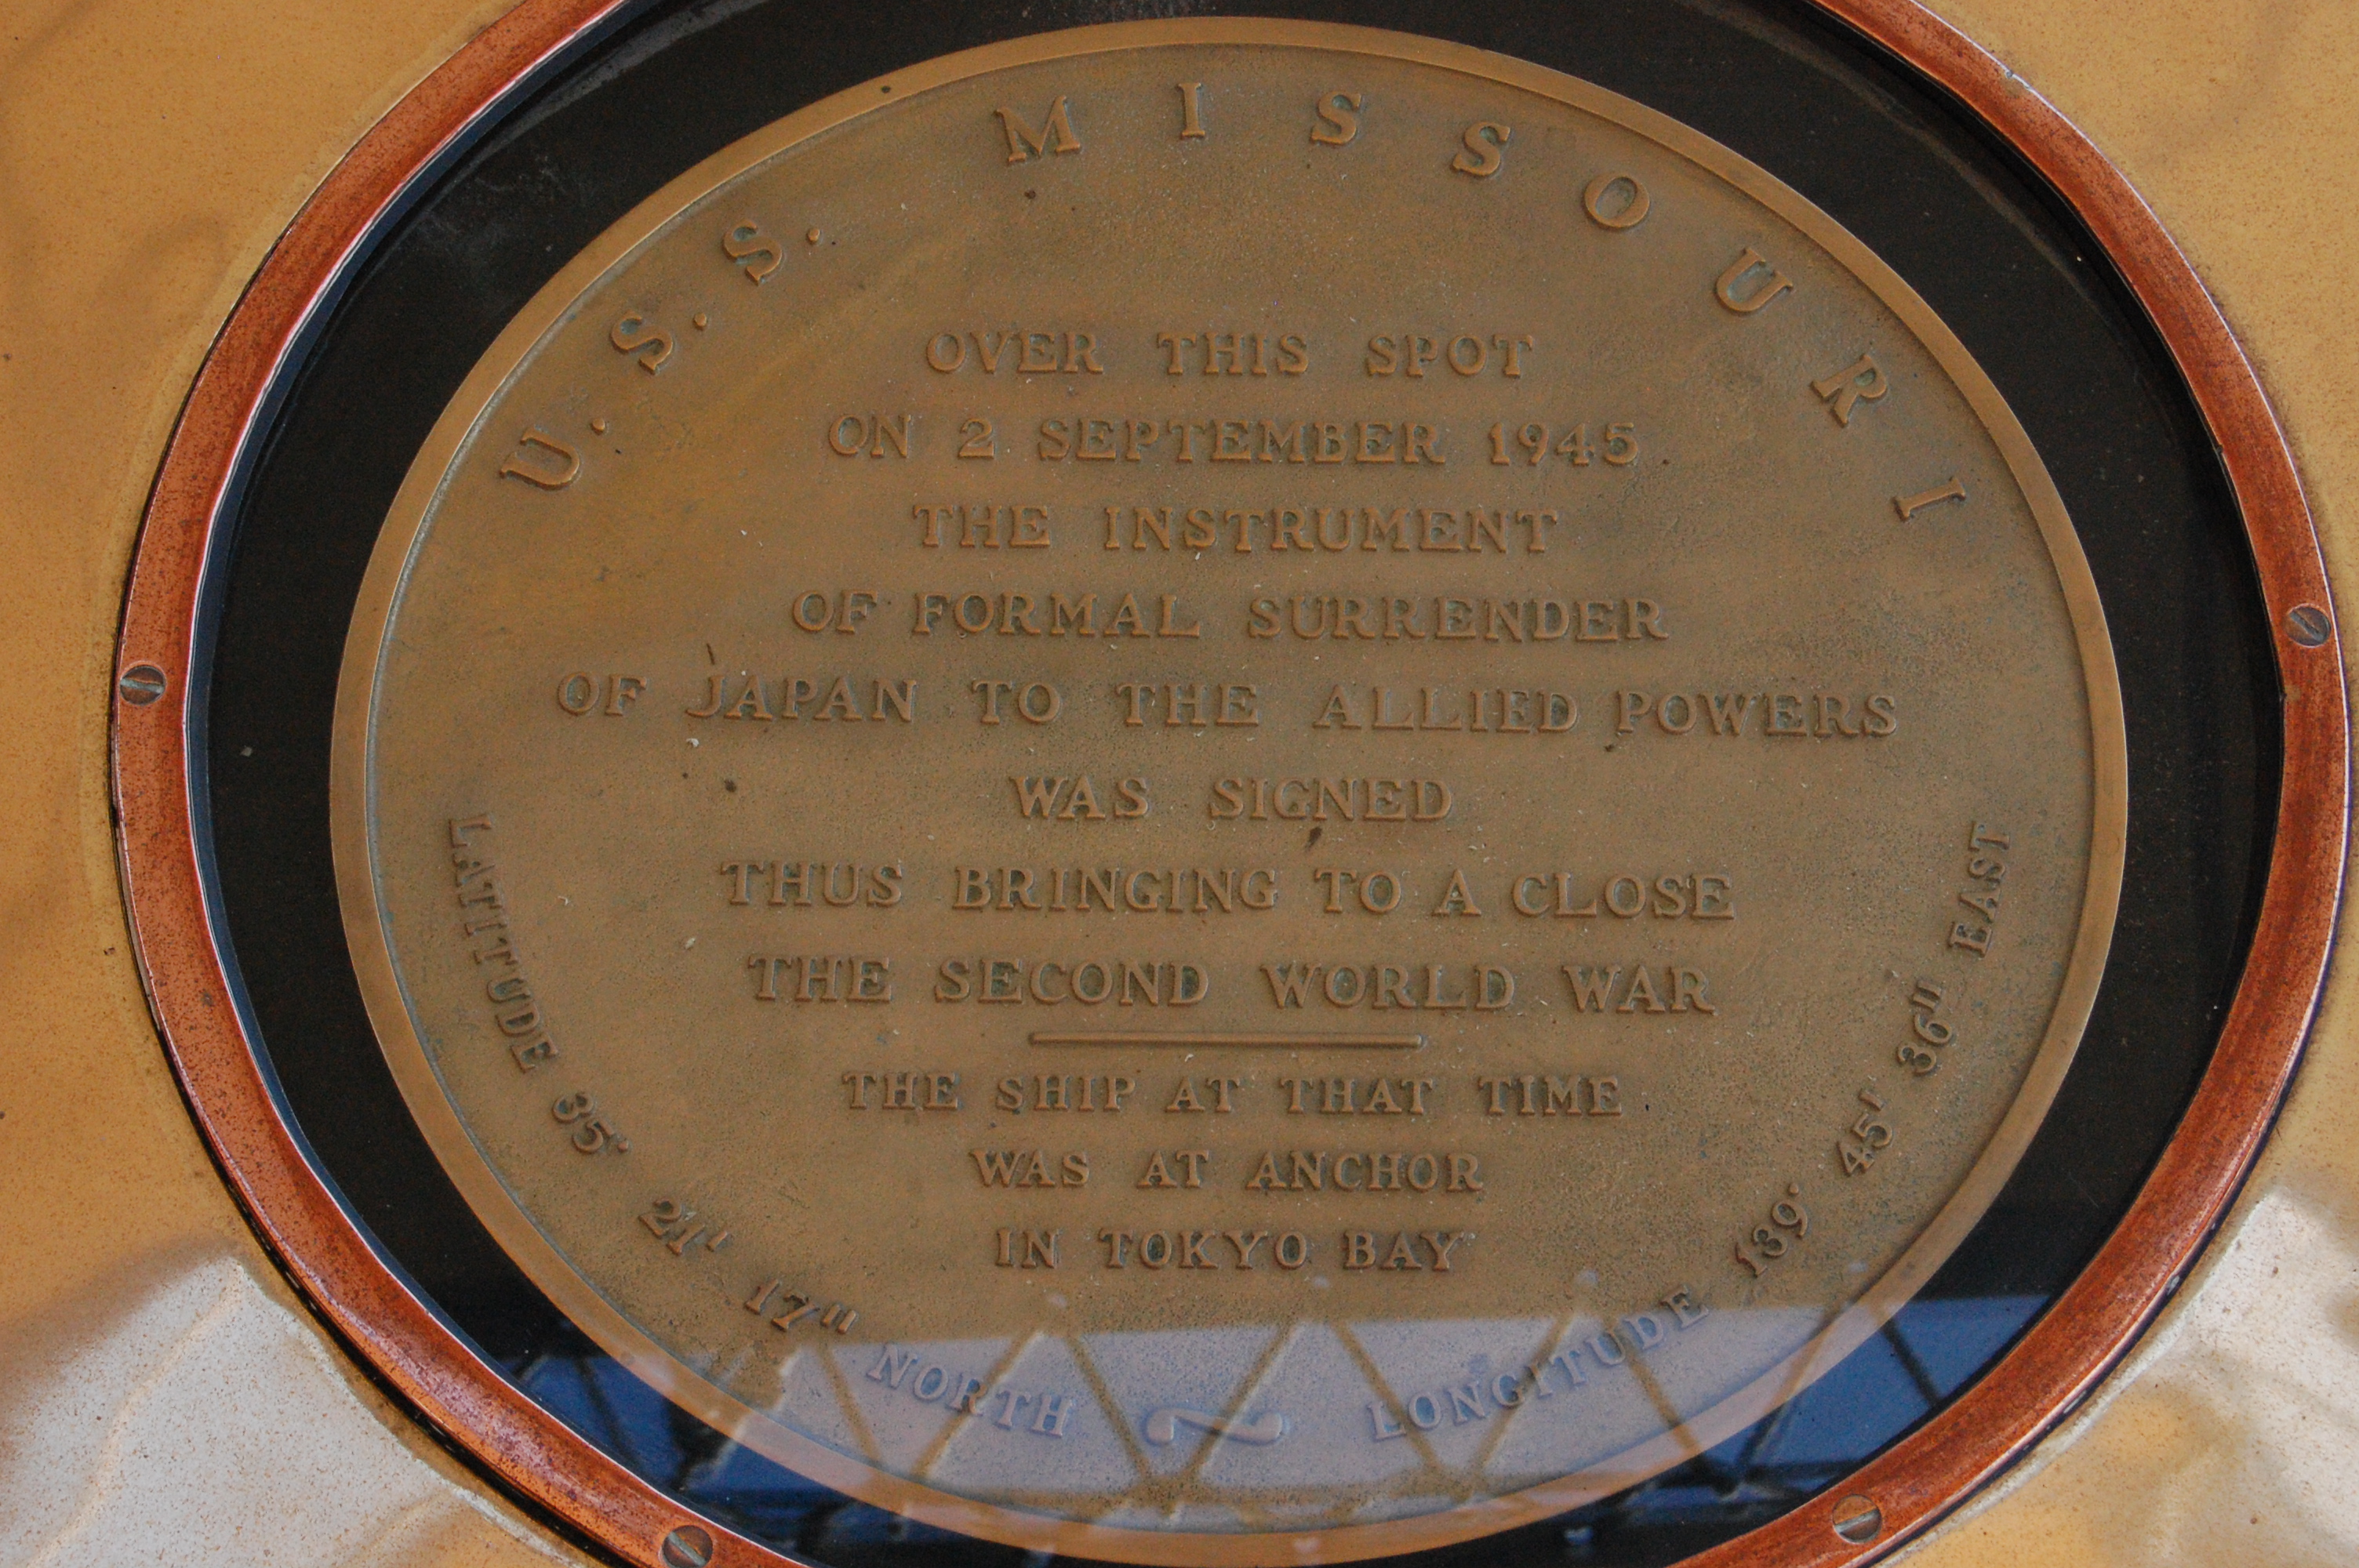 U.S.S. MISSOURI
OVER THIS SPOT
ON 2 SEPTEMBER 1945
THE INSTRUMENT
OF FORMAL SURRENDER
OF JAPAN TO THE ALLIED POWERS
WAS SIGNED
THUS BRINGING TO A CLOSE
THE SECOND WORLD WAR
THE SHIP AT THAT TIME
WAS AT ANCHOR
IN TOKYO BAY
LATITUDE 35° 21' 17" NORTH ~ LONGITUDE 139° 45' 36" EAST